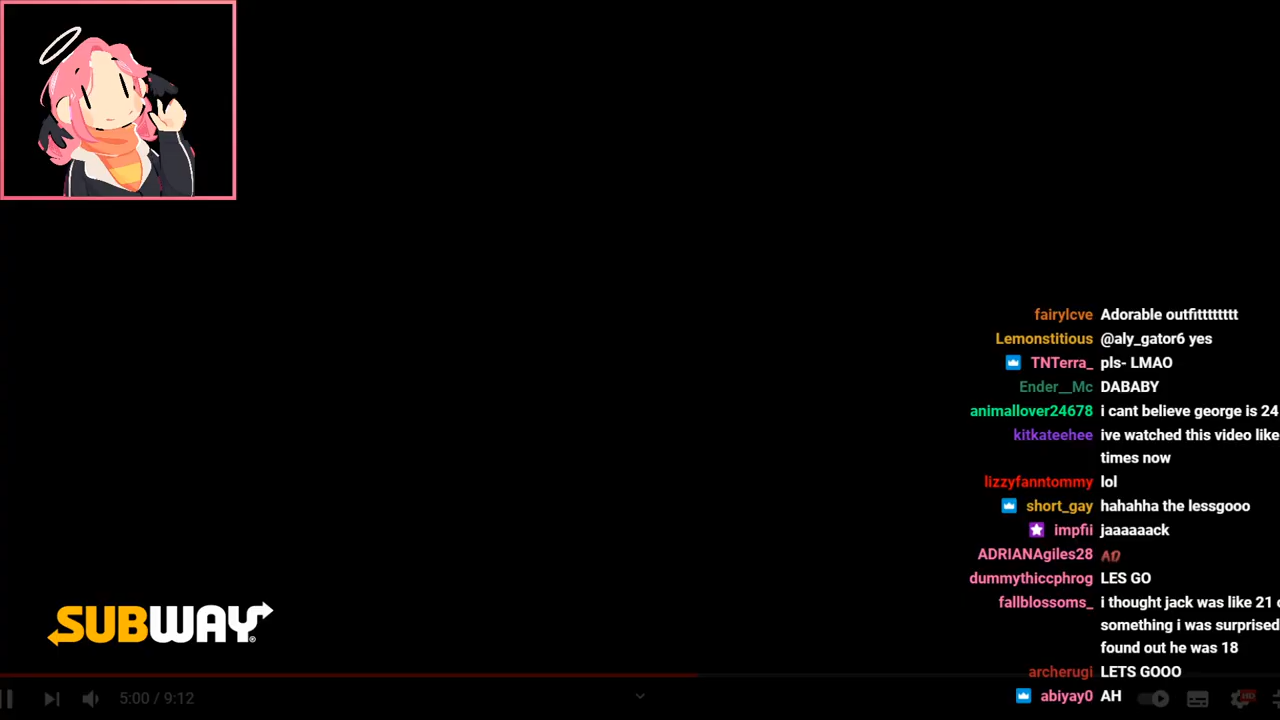 fairylcve Adorable outfitttttttt
Lemonstitious @aly_gator6 yes
TNTerra_ pls- LMAO
Ender__Mc DABABY
animallover24678 i cant believe george is 24
kitkateehee ive watched this video like
times now
lizzyfanntommy lol
short_gay hahahha the lessgooo
impfii jaaaaaack
ADRIANAgiles28 AD
dummythiccphrog LES GO
fallblossoms_ i thought jack was like 21
something i was surprised
found out he was 18
SUBWAY
archerugi LETS GOOO
abiyay0 AH
5:00 / 9:12
HD